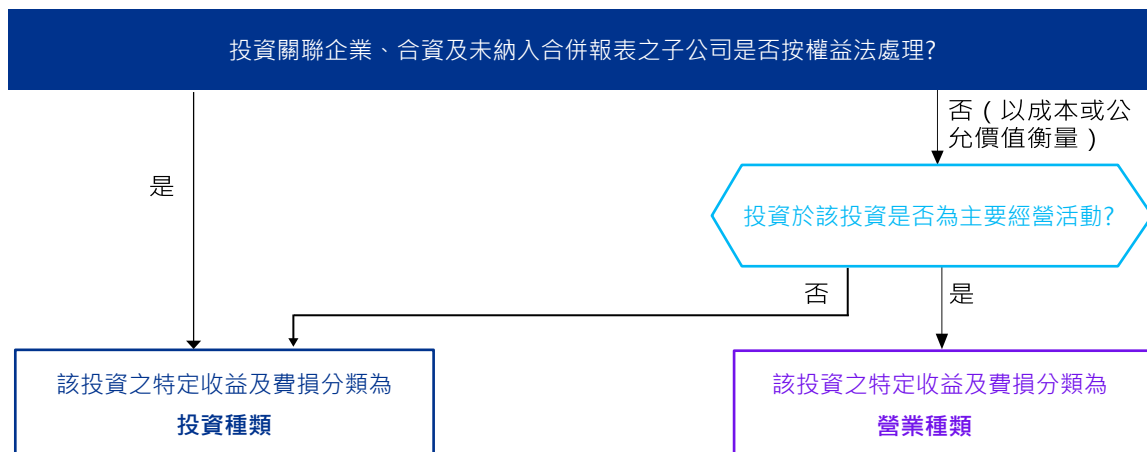 投資關聯企業、合資及未納入合併報表之子公司是否按權益法處理?
否（以成本或公
允價值衡量）
是
投資於該投資是否為主要經營活動?
否
是
該投資之特定收益及費損分類為
投資種類
該投資之特定收益及費損分類為
營業種類